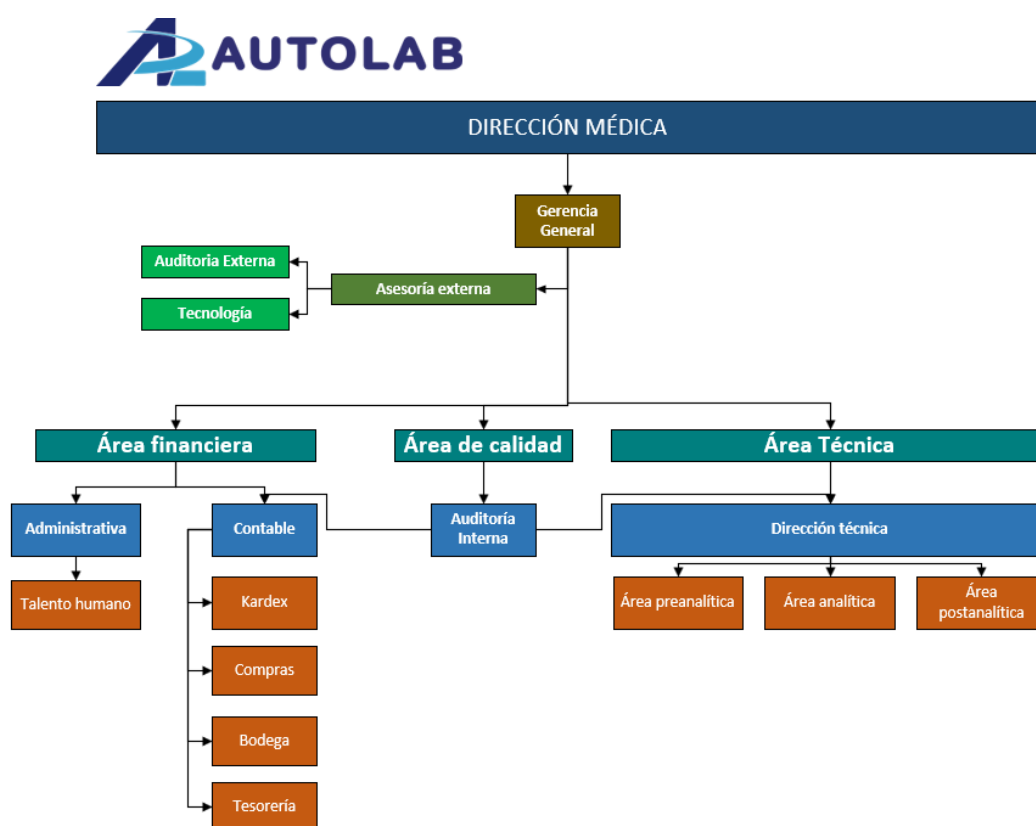 AUTOLAB
DIRECCIÓN MÉDICA
Gerencia
General
Auditoria Externa
Asesoría externa
Tecnología
Área financiera
Área de calidad
Área Técnica
Administrativa
Contable
Auditoría
Interna
Dirección técnica
Talento humano
Kardex
Área preanalítica
Área analítica
Área
postanalítica
Compras
Bodega
Tesorería